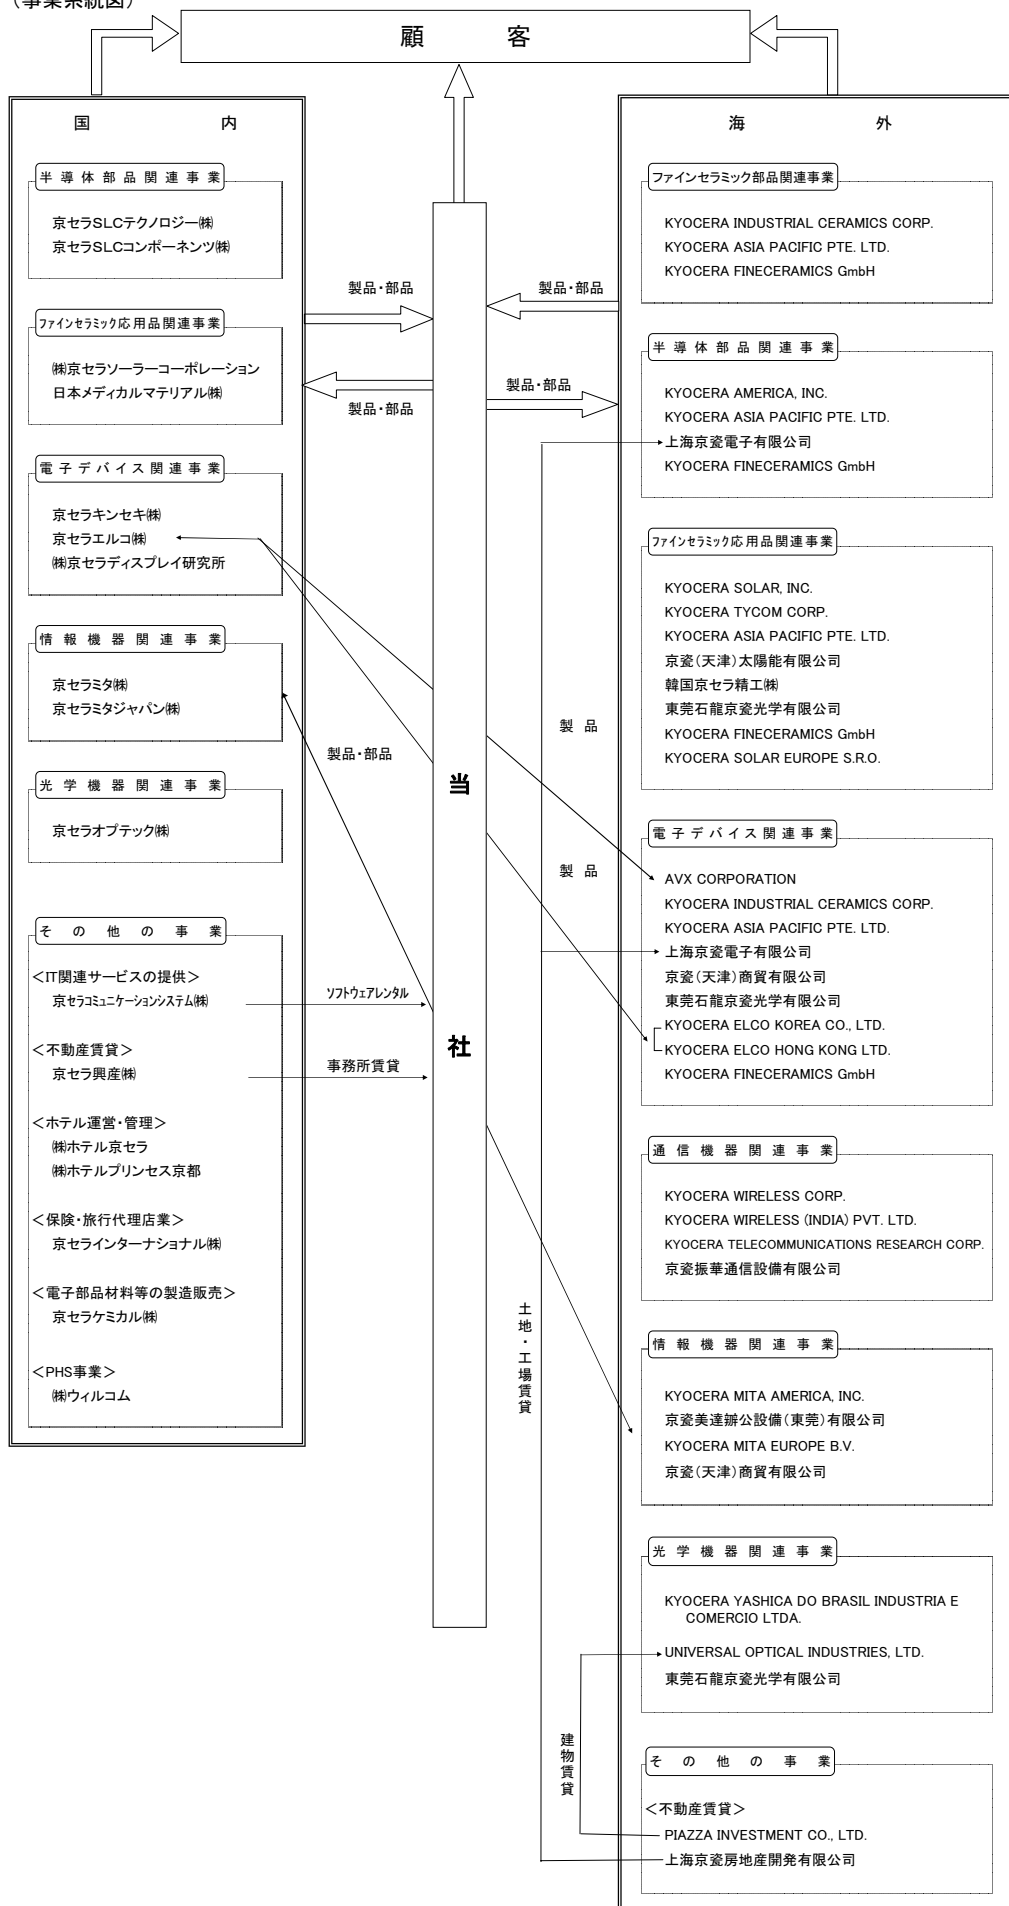 （事業系統図）
顧　　　客
国　　　　　　内
半導体部品関連事業
京セラSLCテクノロジー㈱
京セラSLCコンポーネンツ㈱
ファインセラミック応用品関連事業
㈱京セラソーラーコーポレーション
日本メディカルマテリアル㈱
電子デバイス関連事業
京セラキンセキ㈱
京セラエルコ㈱
㈱京セラディスプレイ研究所
情報機器関連事業
京セラミタ㈱
京セラミタジャパン㈱
光学機器関連事業
京セラオプテック㈱
その他の事業
＜IT関連サービスの提供＞
京セラコミュニケーションシステム㈱
＜不動産賃貸＞
京セラ興産㈱
＜ホテル運営・管理＞
㈱ホテル京セラ
㈱ホテルプリンセス京都
＜保険・旅行代理店業＞
京セラインターナショナル㈱
＜電子部品材料等の製造販売＞
京セラケミカル㈱
＜PHS事業＞
㈱ウィルコム
製品・部品
製品・部品
製品・部品
ソフトウェアレンタル
事務所賃貸
当
社
製品・部品
製品・部品
製　品
製　品
土地・工場賃貸
建物賃貸
海　　　　　　外
ファインセラミック部品関連事業
KYOCERA INDUSTRIAL CERAMICS CORP.
KYOCERA ASIA PACIFIC PTE. LTD.
KYOCERA FINECERAMICS GmbH
半導体部品関連事業
KYOCERA AMERICA, INC.
KYOCERA ASIA PACIFIC PTE. LTD.
上海京瓷電子有限公司
KYOCERA FINECERAMICS GmbH
ファインセラミック応用品関連事業
KYOCERA SOLAR, INC.
KYOCERA TYCOM CORP.
KYOCERA ASIA PACIFIC PTE. LTD.
京瓷（天津）太陽能有限公司
韓国京セラ精工㈱
東莞石龍京瓷光学有限公司
KYOCERA FINECERAMICS GmbH
KYOCERA SOLAR EUROPE S.R.O.
電子デバイス関連事業
AVX CORPORATION
KYOCERA INDUSTRIAL CERAMICS CORP.
KYOCERA ASIA PACIFIC PTE. LTD.
上海京瓷電子有限公司
京瓷（天津）商貿有限公司
東莞石龍京瓷光学有限公司
KYOCERA ELCO KOREA CO., LTD.
KYOCERA ELCO HONG KONG LTD.
KYOCERA FINECERAMICS GmbH
通信機器関連事業
KYOCERA WIRELESS CORP.
KYOCERA WIRELESS (INDIA) PVT. LTD.
KYOCERA TELECOMMUNICATIONS RESEARCH CORP.
京瓷振華通信設備有限公司
情報機器関連事業
KYOCERA MITA AMERICA, INC.
京瓷美達辦公設備（東莞）有限公司
KYOCERA MITA EUROPE B.V.
京瓷（天津）商貿有限公司
光学機器関連事業
KYOCERA YASHICA DO BRASIL INDUSTRIA E
COMERCIO LTDA.
UNIVERSAL OPTICAL INDUSTRIES, LTD.
東莞石龍京瓷光学有限公司
その他の事業
＜不動産賃貸＞
PIAZZA INVESTMENT CO., LTD.
上海京瓷房地産開発有限公司